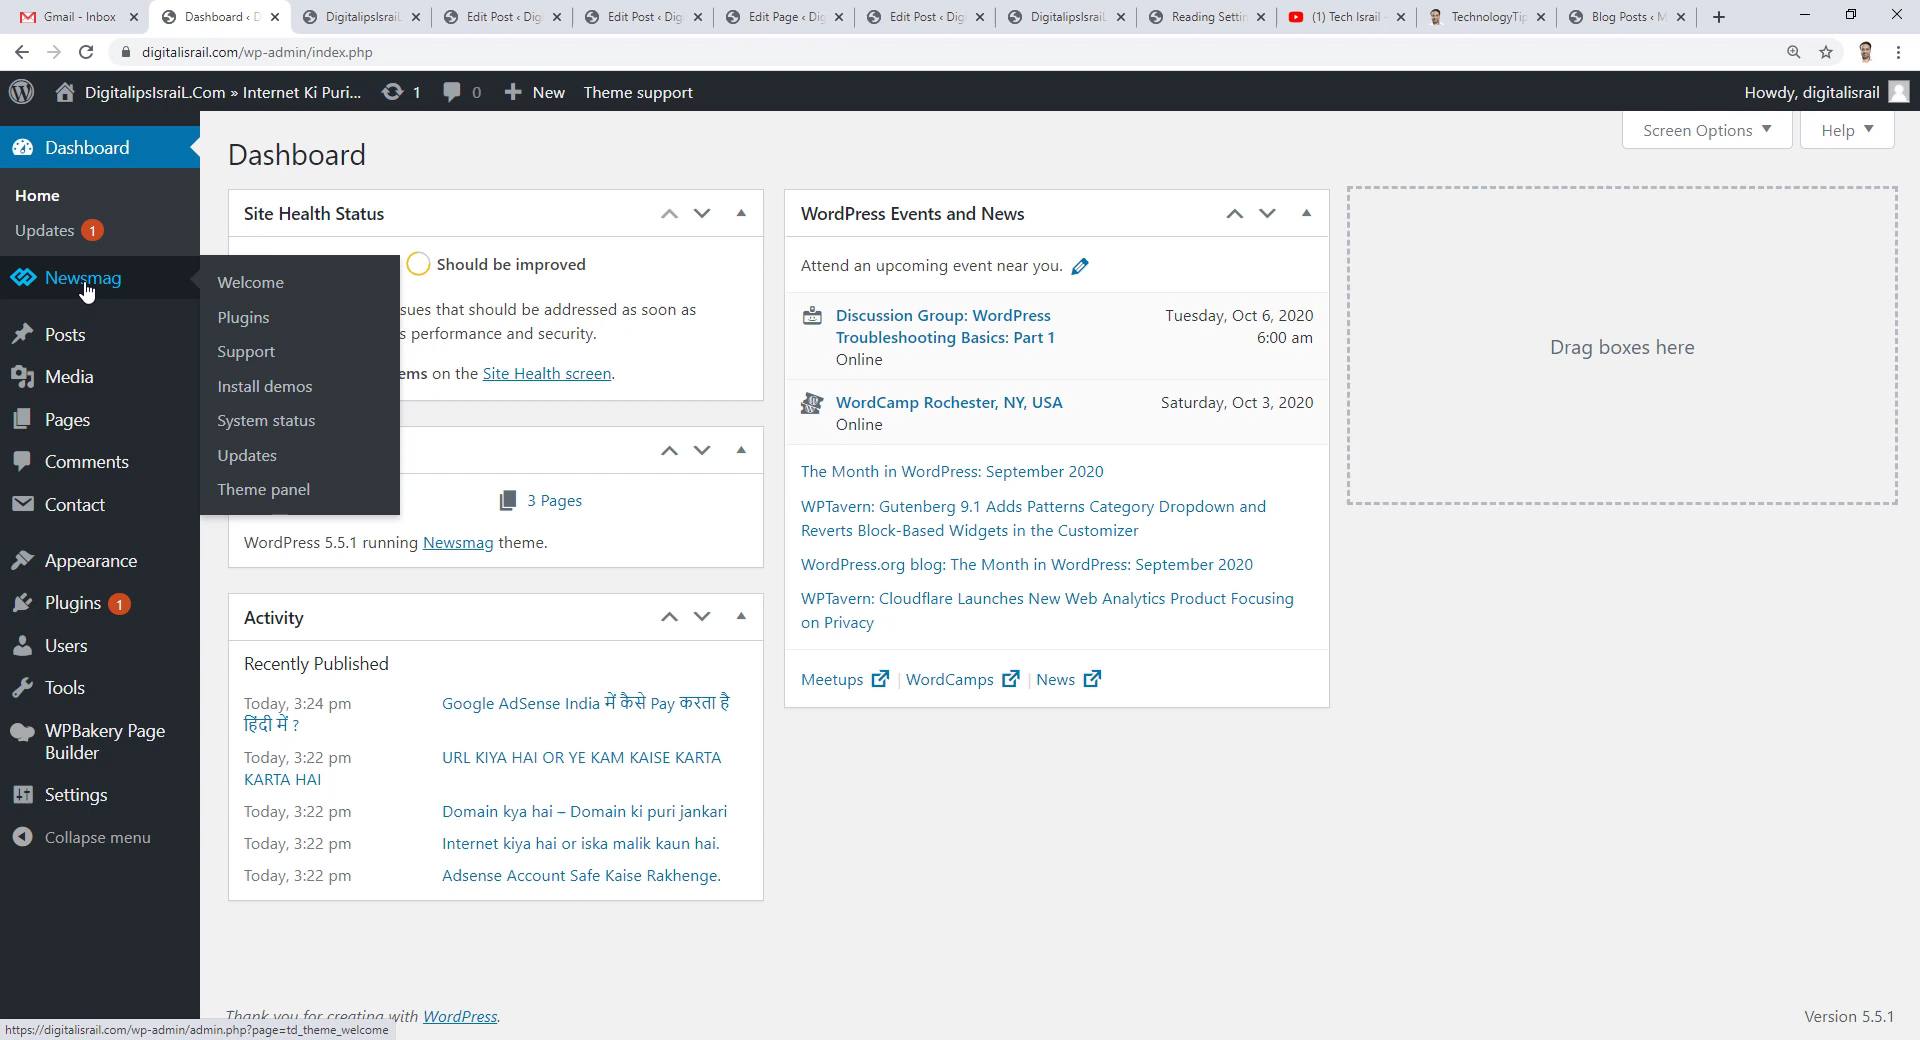 Gmail - Inbox
Dashboard ‹ D
DigitalipsIsrail
Edit Post ‹ Dig
Edit Post ‹ Dig
Edit Page ‹ Di
Edit Post ‹ Dig
DigitalipsIsrail
Reading Settin
(1) Tech Israil -
TechnologyTip
Blog Posts ‹ M
digitalisrail.com/wp-admin/index.php
DigitalipsIsraiL.Com » Internet Ki Puri...
1
0
New
Theme support
Howdy, digitalisrail
Screen Options
Help
Dashboard
Home
Updates 1
Newsmag
Posts
Media
Pages
Comments
Contact
Appearance
Plugins 1
Users
Tools
WPBakery Page
Builder
Settings
Collapse menu
Welcome
Plugins
Support
Install demos
System status
Updates
Theme panel
Dashboard
Site Health Status
Should be improved
sues that should be addressed as soon as
s performance and security.
ems on the Site Health screen.
3 Pages
WordPress 5.5.1 running Newsmag theme.
Activity
Recently Published
Today, 3:24 pm Google AdSense India में कैसे Pay करता है
हिंदी में ?
Today, 3:22 pm URL KIYA HAI OR YE KAM KAISE KARTA
KARTA HAI
Today, 3:22 pm Domain kya hai – Domain ki puri jankari
Today, 3:22 pm Internet kiya hai or iska malik kaun hai.
Today, 3:22 pm Adsense Account Safe Kaise Rakhenge.
WordPress Events and News
Attend an upcoming event near you.
Discussion Group: WordPress Tuesday, Oct 6, 2020
Troubleshooting Basics: Part 1 6:00 am
Online
WordCamp Rochester, NY, USA Saturday, Oct 3, 2020
Online
The Month in WordPress: September 2020
WPTavern: Gutenberg 9.1 Adds Patterns Category Dropdown and
Reverts Block-Based Widgets in the Customizer
WordPress.org blog: The Month in WordPress: September 2020
WPTavern: Cloudflare Launches New Web Analytics Product Focusing
on Privacy
Meetups | WordCamps | News
Drag boxes here
Thank you for creating with WordPress.
Version 5.5.1
https://digitalisrail.com/wp-admin/admin.php?page=td_theme_welcome